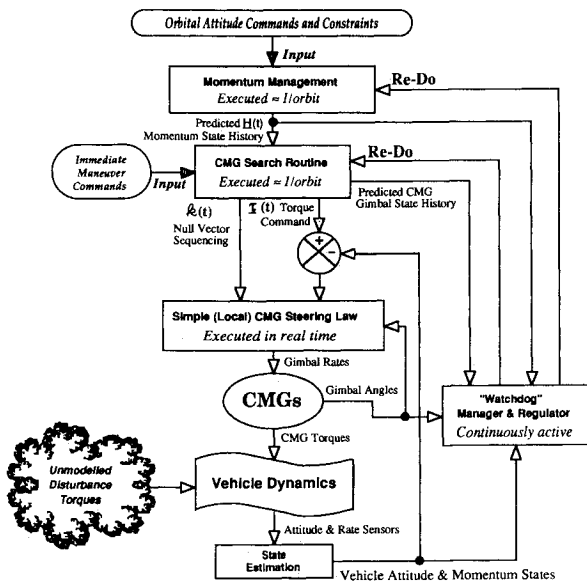 Orbital Attitude Commands and Constraints
Input
Momentum Management
Executed ≈ 1/orbit
Re-Do
Predicted H(t)
Momentum State History
Immediate
Maneuver
Commands
Input
CMG Search Routine
Executed ≈ 1/orbit
Re-Do
Predicted CMG
Gimbal State History
k(t)
Null Vector
Sequencing
I (t) Torque
Command
+
−
Simple (Local) CMG Steering Law
Executed in real time
Gimbal Rates
CMGs
Gimbal Angles
"Watchdog"
Manager & Regulator
Continuously active
CMG Torques
Unmodelled
Disturbance
Torques
Vehicle Dynamics
Attitude & Rate Sensors
State
Estimation
Vehicle Attitude & Momentum States